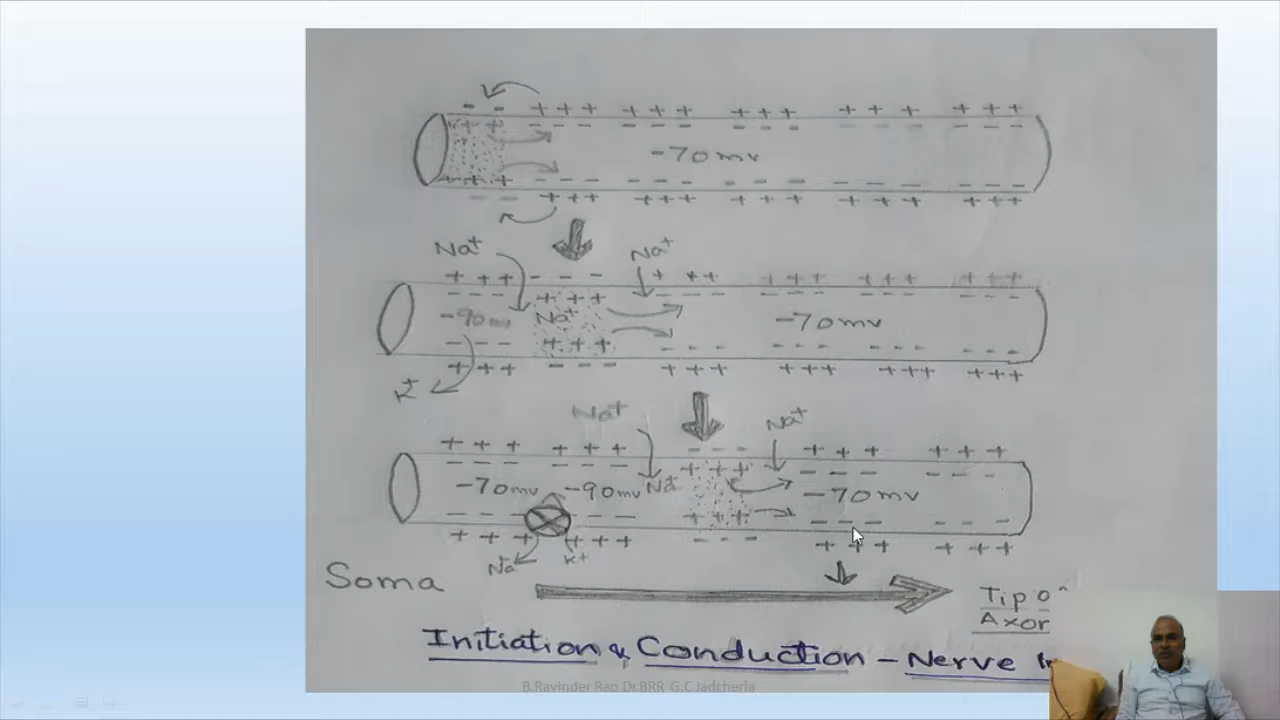 - - + + + + + + + + + + + + + + +
+ + + - - - - - - - - - - - -
-70mv
+ + + - - - - - - - - - - - - - - -
- - + + + + + + + + + + + + + + +
Na⁺ Na⁺
+ + + - - - + + + + + + + + + + + +
- - - + + + - - - - - - - - - - - -
-90mv Na⁺ -70mv
- - - + + + - - - - - - - - -
+ + + - - - + + + + + + + + + + + +
K⁺
Na⁺ Na⁺
+ + + + + + - - - + + + + + +
- - - - - - + + + - - - - - -
-70mv -90mv Na⁺ -70mv
- - - - - - + + + - - - - - -
+ + + + + + - - - + + + + + +
Na⁺ K⁺
Soma
Tip o
Axon
Initiation & Conduction - Nerve
B.Ravinder Rao Dr.BRR G.C Jadcherla